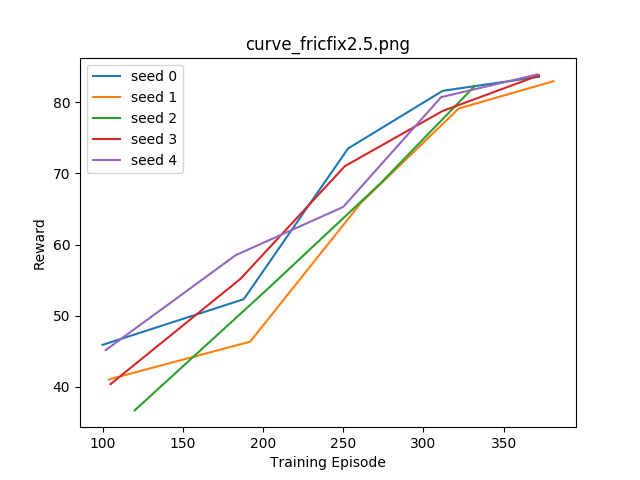 curve_fricfix2.5.png
seed 0
seed 1
seed 2
seed 3
seed 4
80
70
60
50
40
Reward
100 150 200 250 300 350
Training Episode